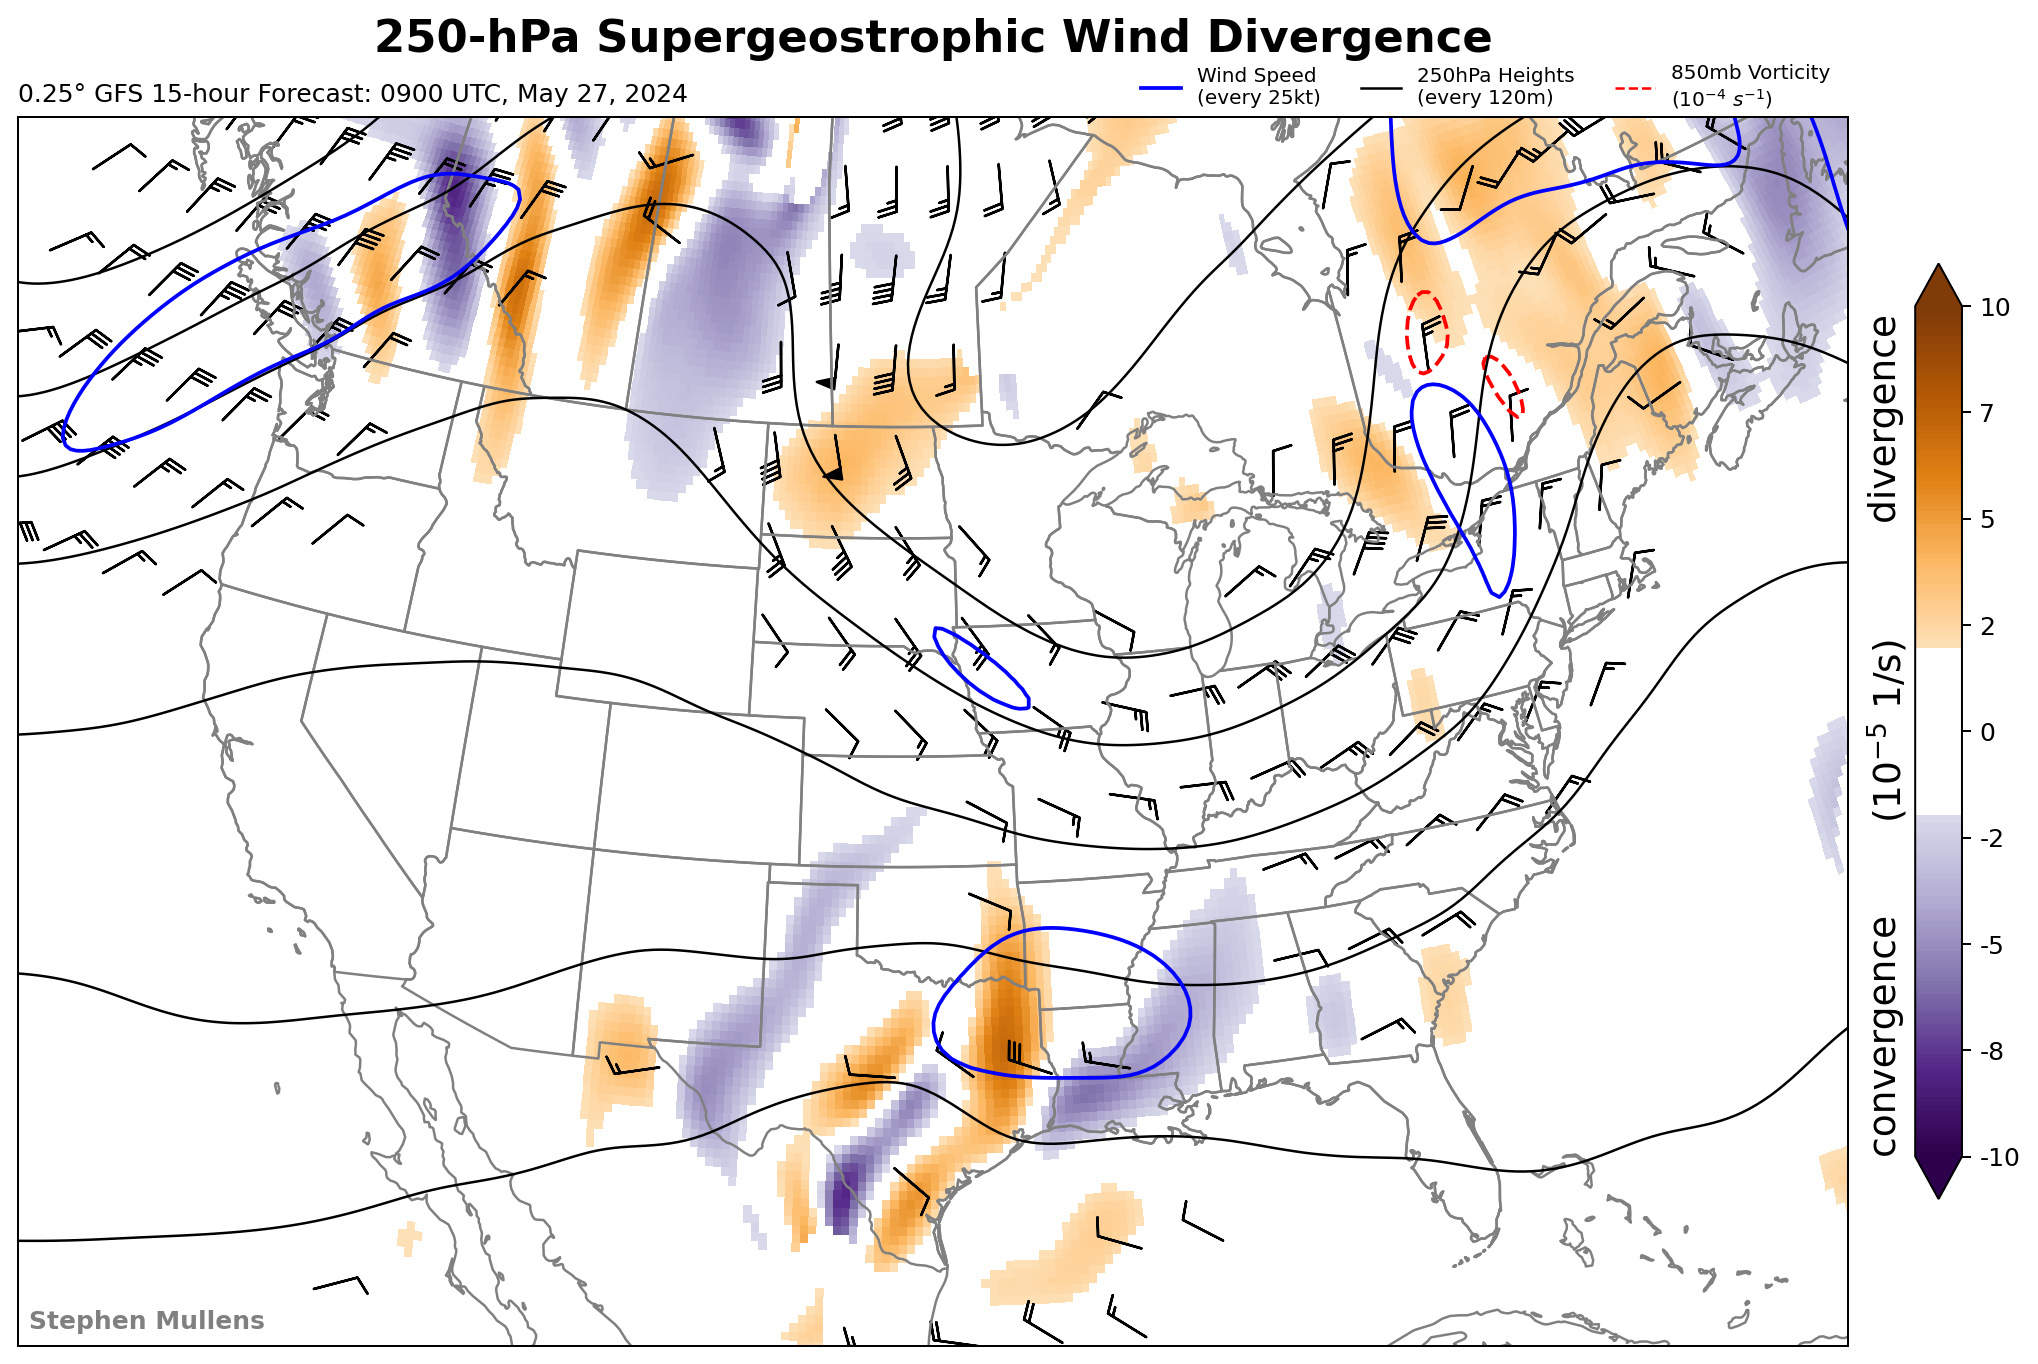 250-hPa Supergeostrophic Wind Divergence
0.25° GFS 15-hour Forecast: 0900 UTC, May 27, 2024
Wind Speed
(every 25kt)
250hPa Heights
(every 120m)
850mb Vorticity
(10⁻⁴ s⁻¹)
10
7
5
2
0
-2
-5
-8
-10
convergence (10⁻⁵ 1/s) divergence
Stephen Mullens